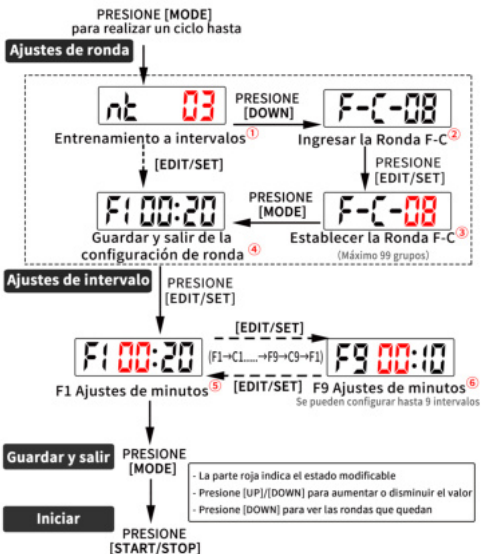 PRESIONE [MODE]
para realizar un ciclo hasta
Ajustes de ronda
nt 03
PRESIONE
[DOWN]
F-C-08
Entrenamiento a intervalos①
Ingresar la Ronda F-C②
[EDIT/SET]
PRESIONE
[EDIT/SET]
F1 00:20
PRESIONE
[MODE]
F-C-08
Guardar y salir de la
configuración de ronda ④
Establecer la Ronda F-C③
(Máximo 99 grupos)
Ajustes de intervalo
PRESIONE
[EDIT/SET]
[EDIT/SET]
F1 00:20
(F1→C1......→F9→C9→F1)
F9 00:10
[EDIT/SET]
F1 Ajustes de minutos⑤
F9 Ajustes de minutos⑥
Se pueden configurar hasta 9 intervalos
Guardar y salir
PRESIONE
[MODE]
- La parte roja indica el estado modificable
- Presione [UP]/[DOWN] para aumentar o disminuir el valor
- Presione [DOWN] para ver las rondas que quedan
Iniciar
PRESIONE
[START/STOP]